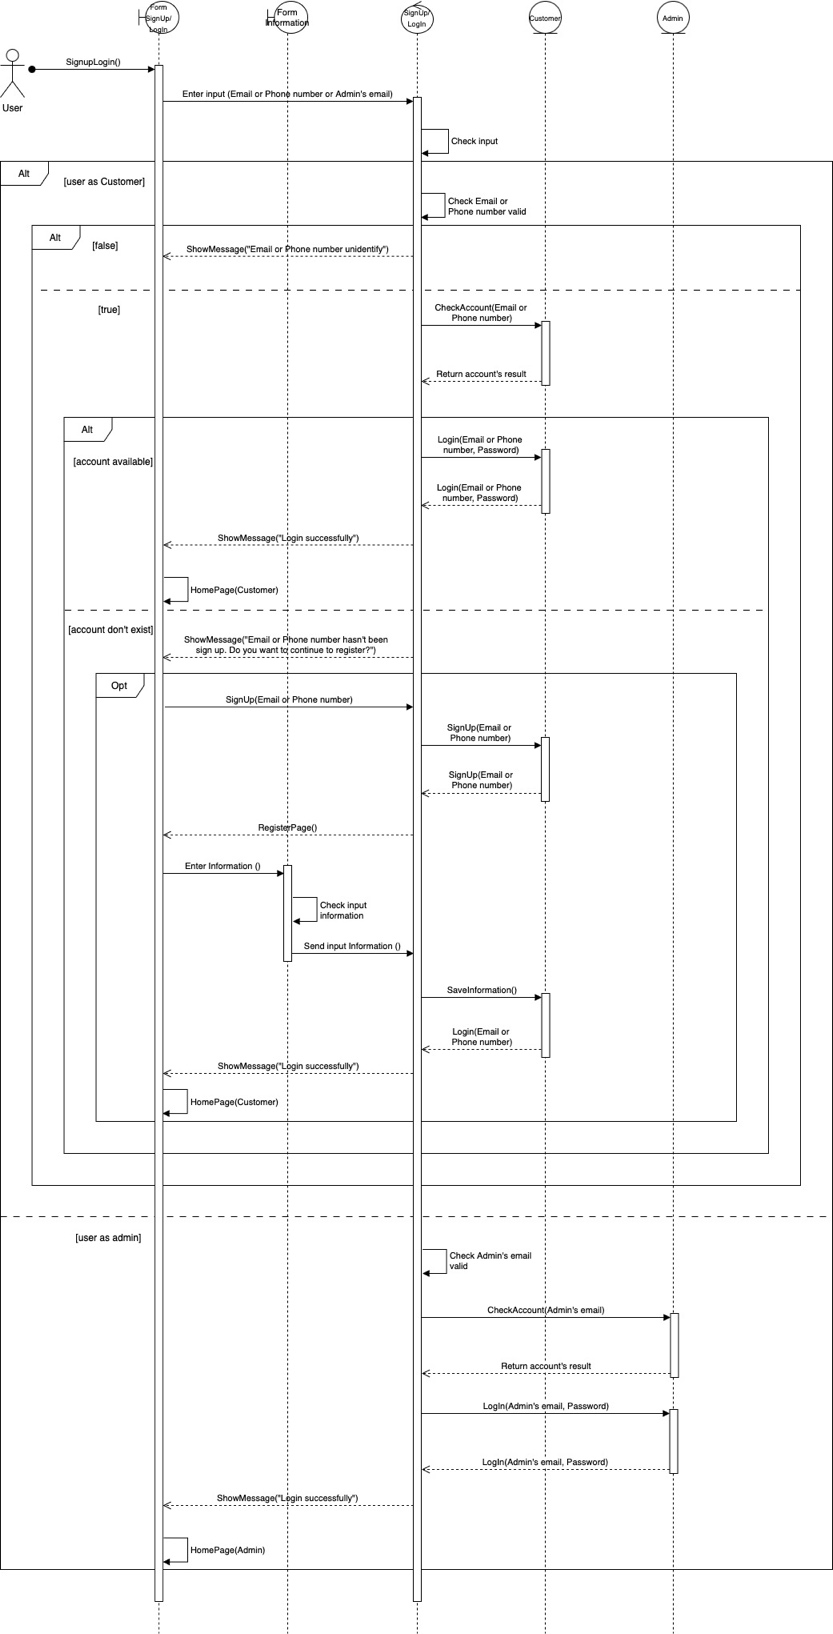 Form
SignUp/
LogIn
Form
Information
SignUp/
LogIn
Customer
Admin
SignupLogin()
User
Enter input (Email or Phone number or Admin's email)
Check input
Alt
[user as Customer]
Check Email or
Phone number valid
Alt
[false]
ShowMessage("Email or Phone number unidentify")
[true]
CheckAccount(Email or
Phone number)
Return account's result
Alt
[account available]
Login(Email or Phone
number, Password)
Login(Email or Phone
number, Password)
ShowMessage("Login successfully")
HomePage(Customer)
[account don't exist]
ShowMessage("Email or Phone number hasn't been
sign up. Do you want to continue to register?")
Opt
SignUp(Email or Phone number)
SignUp(Email or
Phone number)
SignUp(Email or
Phone number)
RegisterPage()
Enter Information ()
Check input
information
Send input Information ()
SaveInformation()
Login(Email or
Phone number)
ShowMessage("Login successfully")
HomePage(Customer)
[user as admin]
Check Admin's email
valid
CheckAccount(Admin's email)
Return account's result
LogIn(Admin's email, Password)
LogIn(Admin's email, Password)
ShowMessage("Login successfully")
HomePage(Admin)